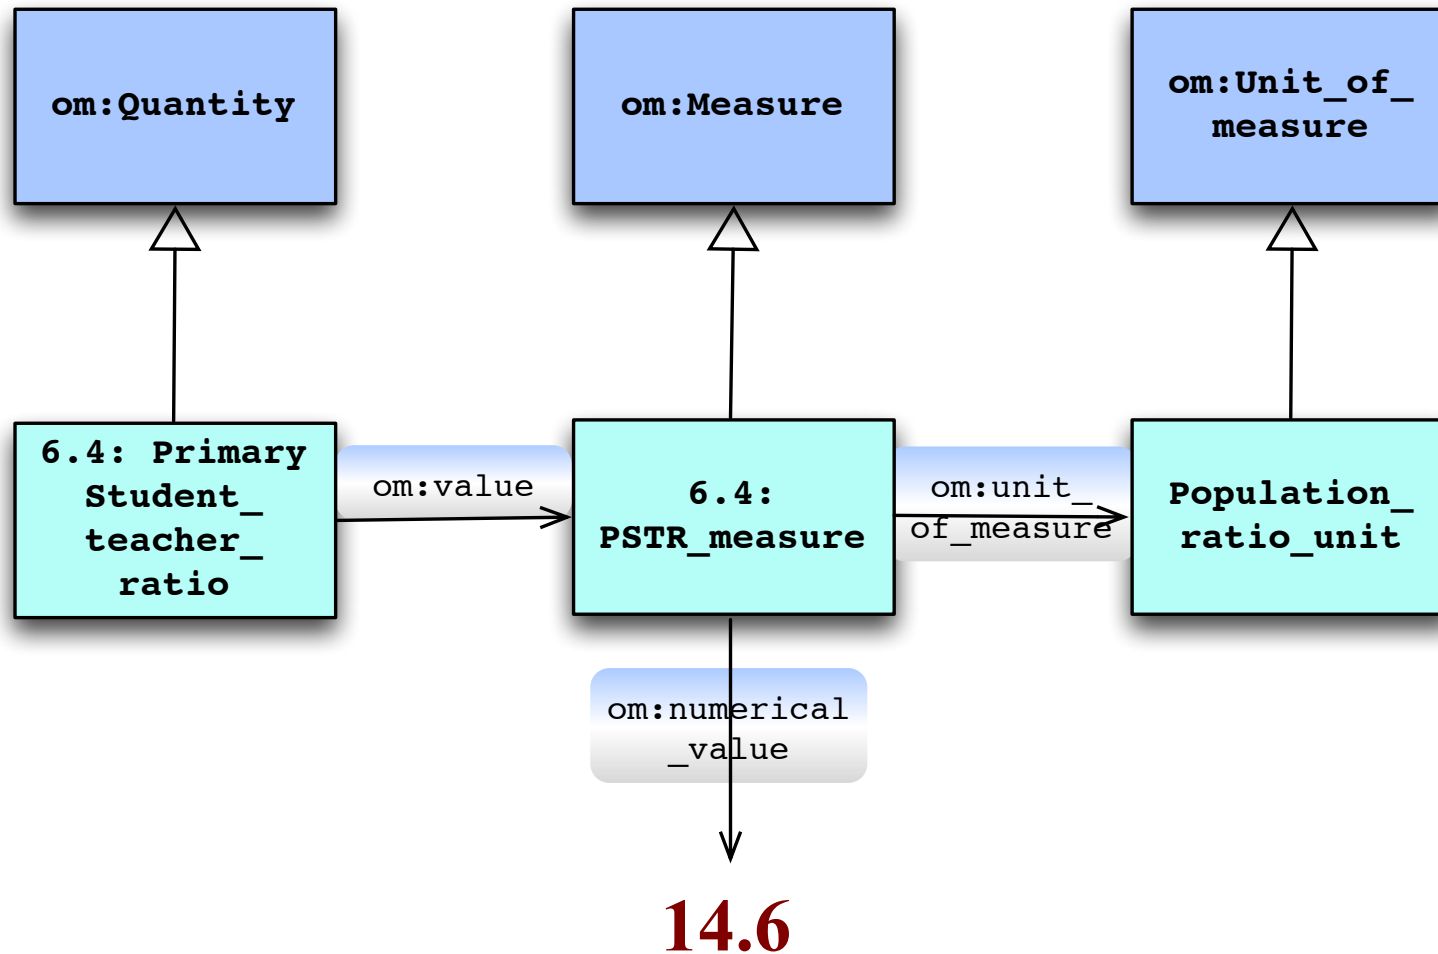 om:Quantity
om:Measure
om:Unit_of_
measure
6.4: Primary
Student_
teacher_
ratio
om:value
6.4:
PSTR_measure
om:unit_
of_measure
Population_
ratio_unit
om:numerical
_value
14.6